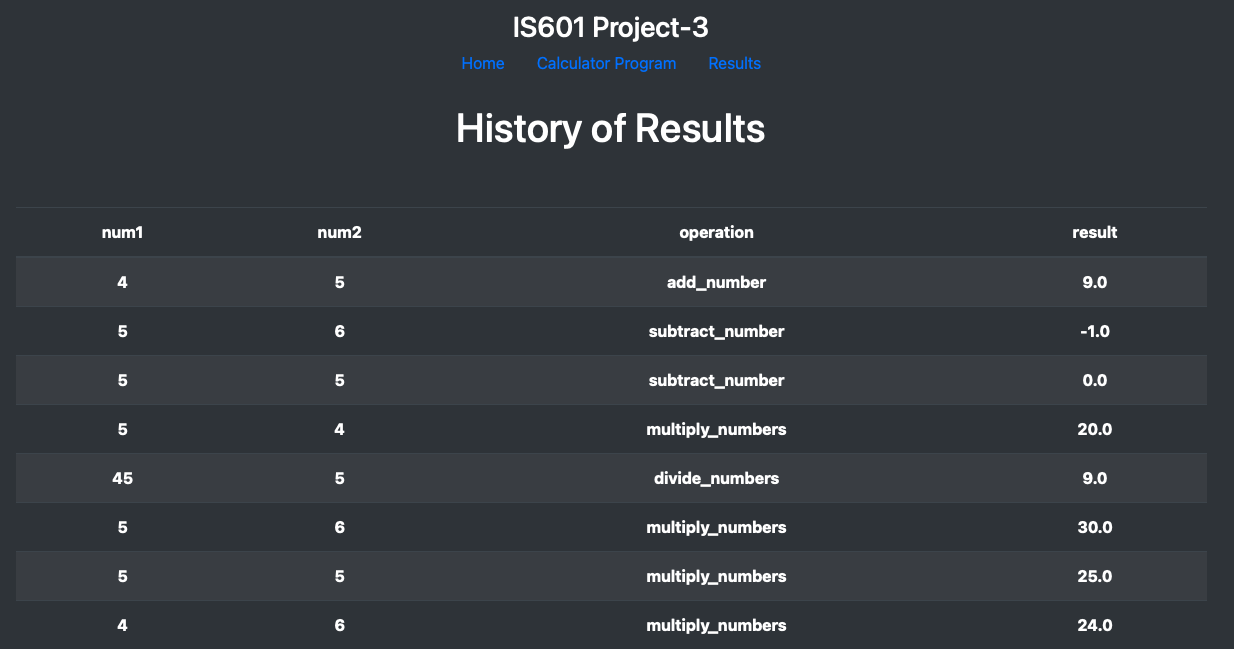 IS601 Project-3
Home Calculator Program Results
History of Results
num1 num2 operation result
4 5 add_number 9.0
5 6 subtract_number -1.0
5 5 subtract_number 0.0
5 4 multiply_numbers 20.0
45 5 divide_numbers 9.0
5 6 multiply_numbers 30.0
5 5 multiply_numbers 25.0
4 6 multiply_numbers 24.0